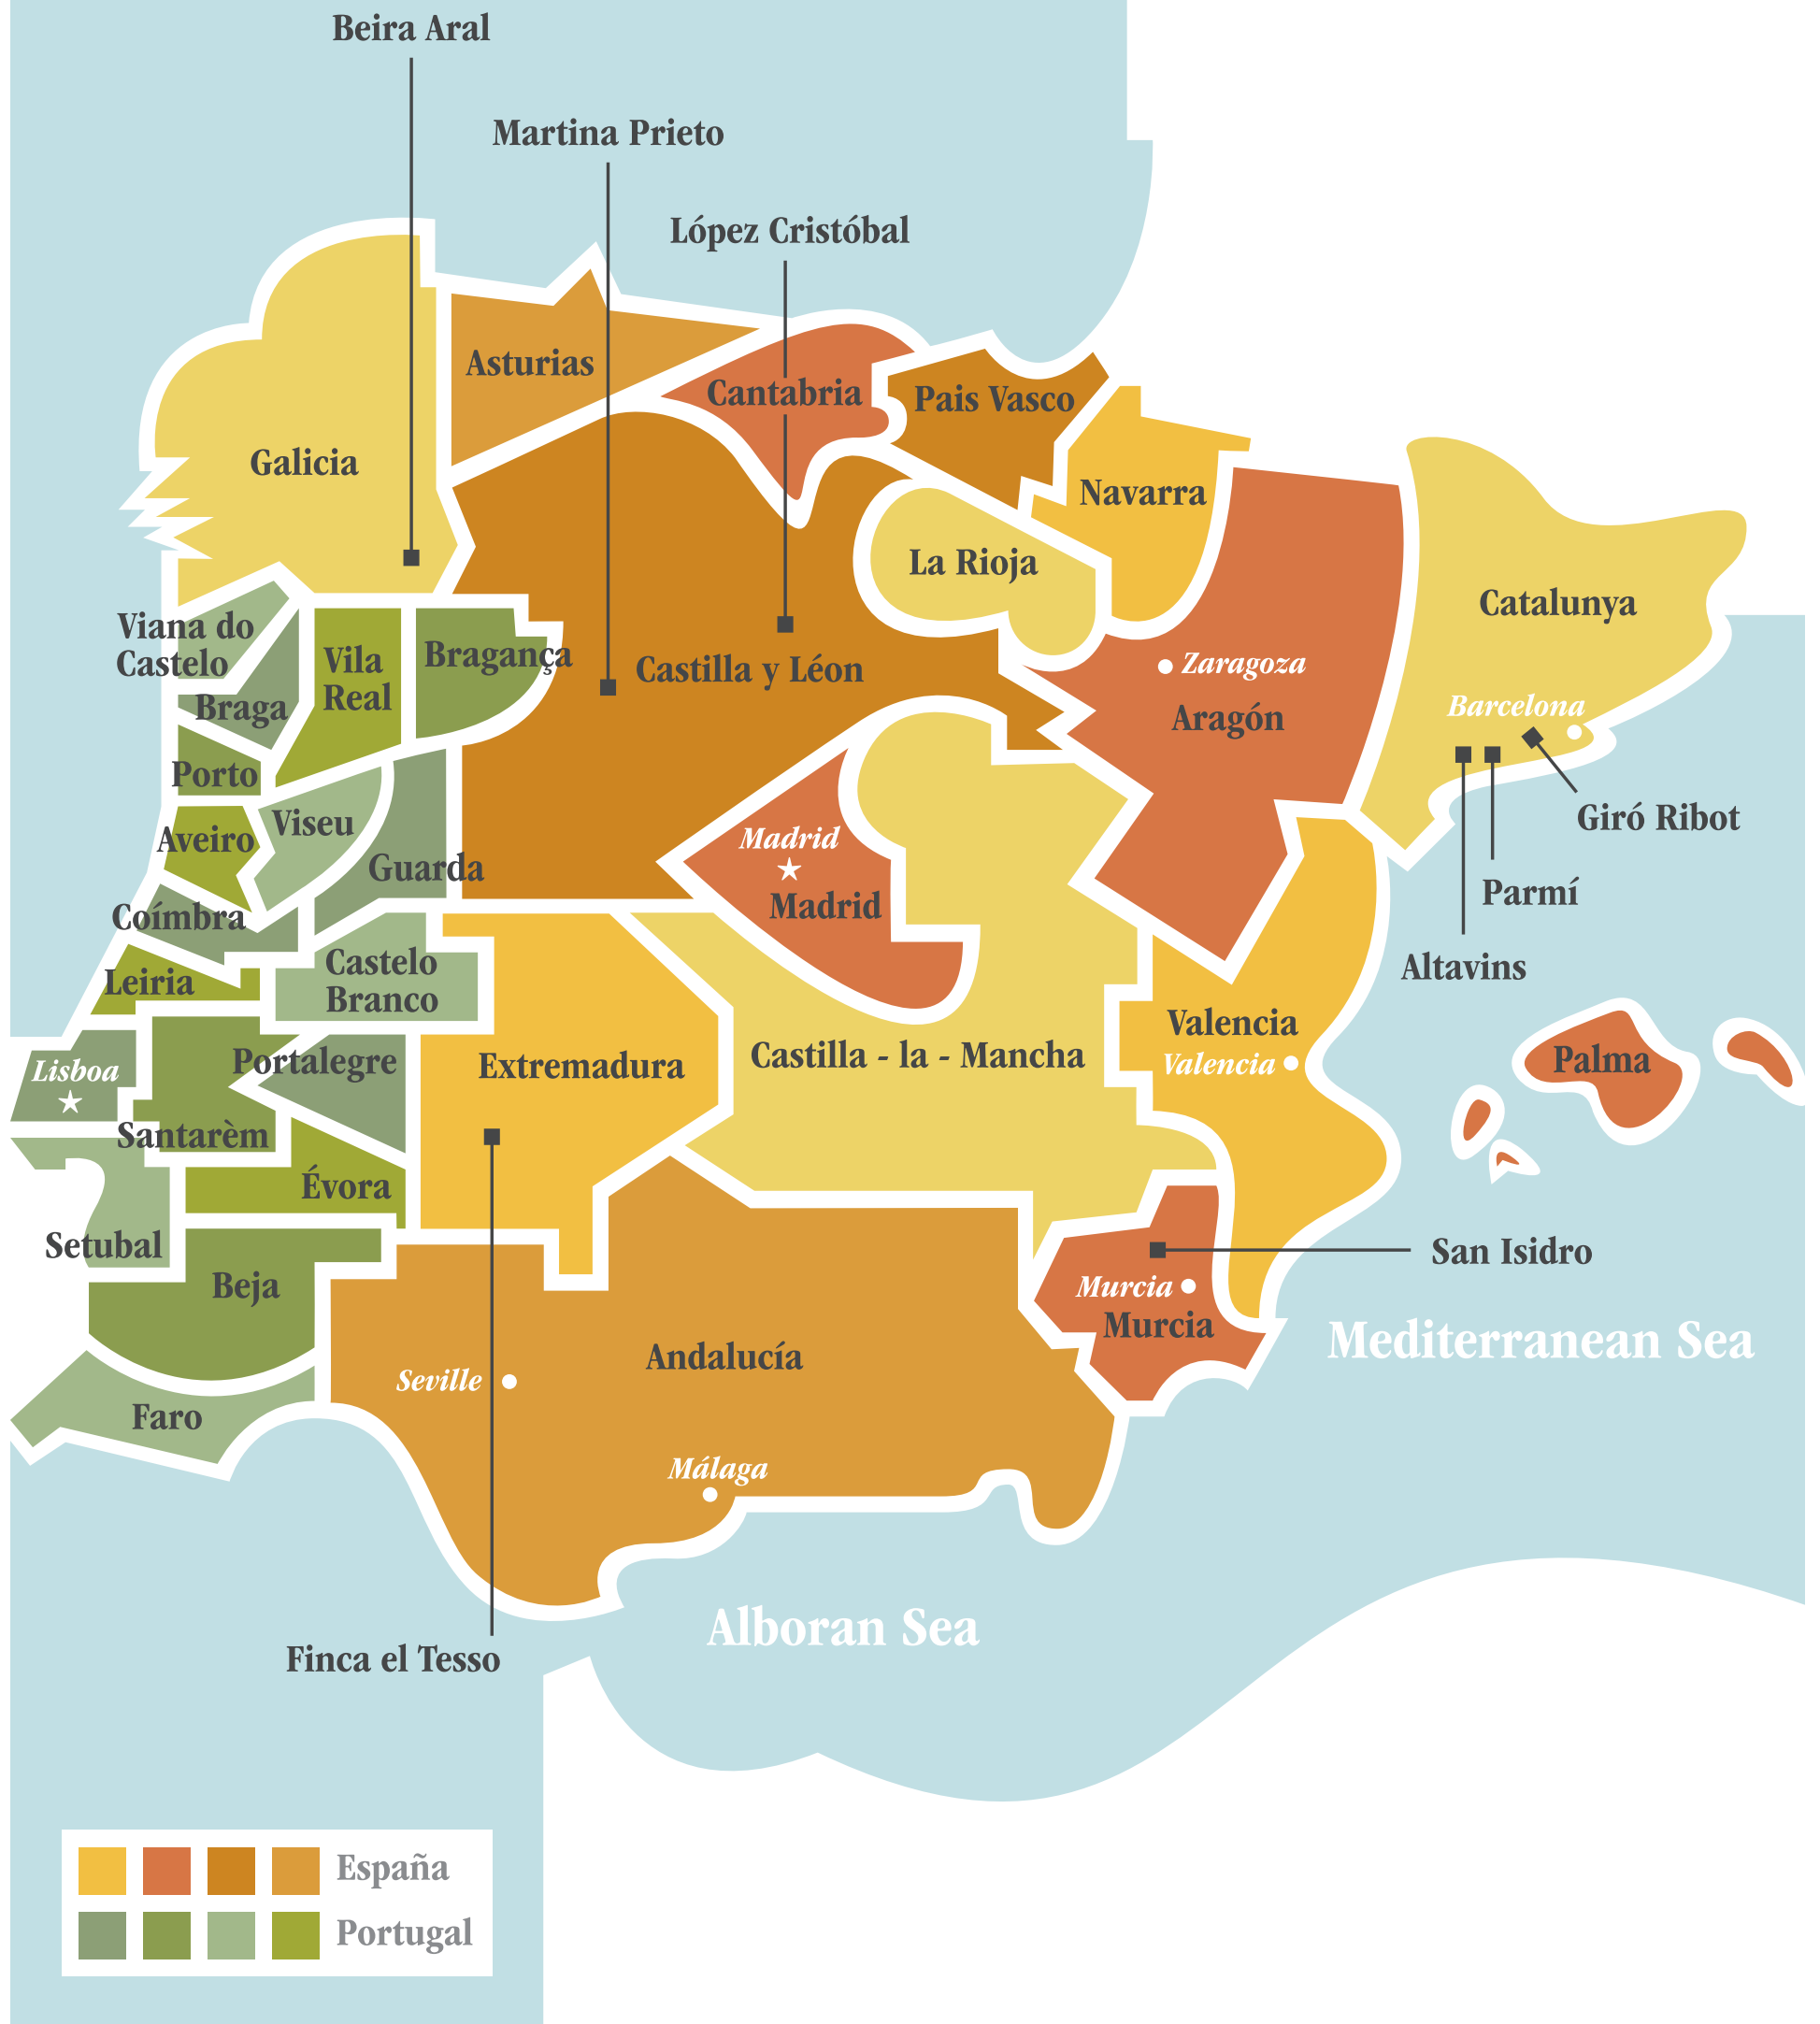 Beira Aral
Martina Prieto
López Cristóbal
Asturias
Cantabria
Pais Vasco
Galicia
Navarra
La Rioja
Catalunya
Viana do
Castelo
Vila
Real
Bragança
Castilla y Léon
Zaragoza
Aragón
Barcelona
Braga
Porto
Viseu
Aveiro
Giró Ribot
Madrid
Guarda
Madrid
Parmí
Coímbra
Castelo
Branco
Altavins
Leiria
Valencia
Castilla - la - Mancha
Palma
Lisboa
Portalegre
Extremadura
Valencia
Santarèm
Évora
Setubal
San Isidro
Beja
Murcia
Murcia
Mediterranean Sea
Andalucía
Seville
Faro
Málaga
Alboran Sea
Finca el Tesso
España
Portugal